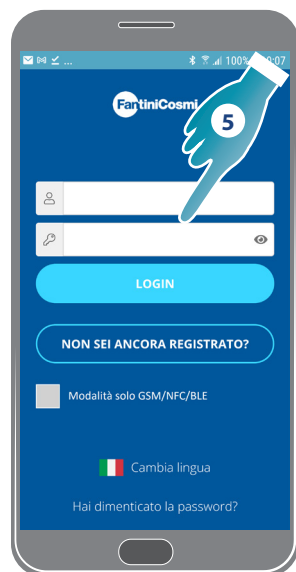 ... 100% :07
FantiniCosmi
5
LOGIN
NON SEI ANCORA REGISTRATO?
Modalità solo GSM/NFC/BLE
Cambia lingua
Hai dimenticato la password?